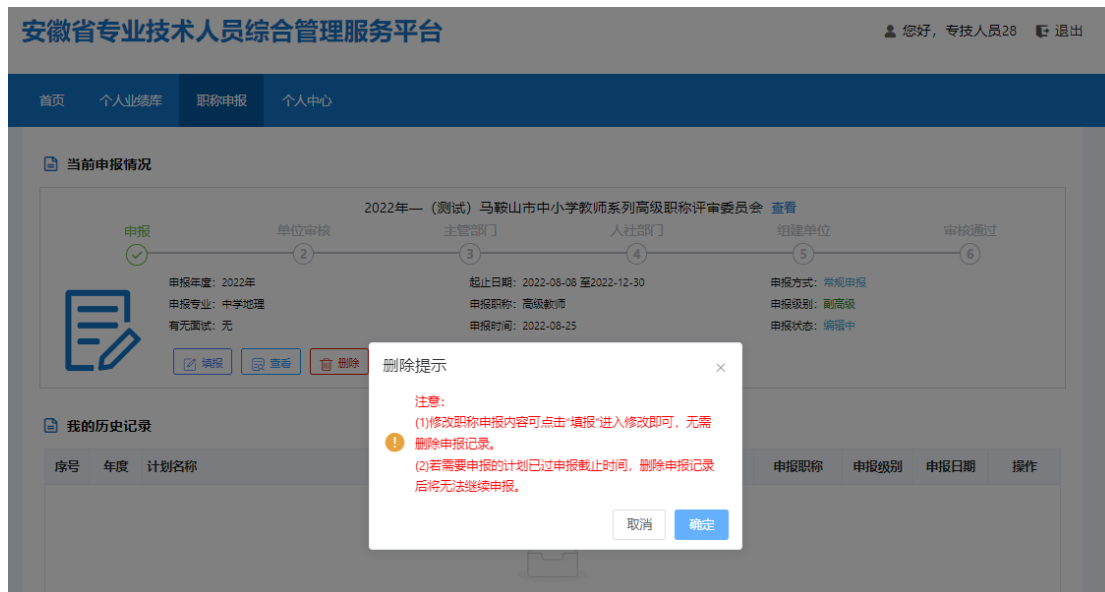 安徽省专业技术人员综合管理服务平台
您好，专技人员28 退出
首页 个人业绩库 职称申报 个人中心
当前申报情况
2022年—（测试）马鞍山市中小学教师系列高级职称评审委员会 查看
申报 单位审核 主管部门 人社部门 组建单位 审核通过
2 3 4 5 6
申报年度：2022年 起止日期：2022-08-08 至2022-12-30 申报方式：常规申报
申报专业：中学地理 申报职称：高级教师 申报级别：副高级
有无面试：无 申报时间：2022-08-25 申报状态：编辑中
填报 查看 删除
删除提示
注意：
(1)修改职称申报内容可点击“填报”进入修改即可，无需
删除申报记录。
(2)若需要申报的计划已过申报截止时间，删除申报记录
后将无法继续申报。
取消 确定
我的历史记录
序号 年度 计划名称 申报职称 申报级别 申报日期 操作